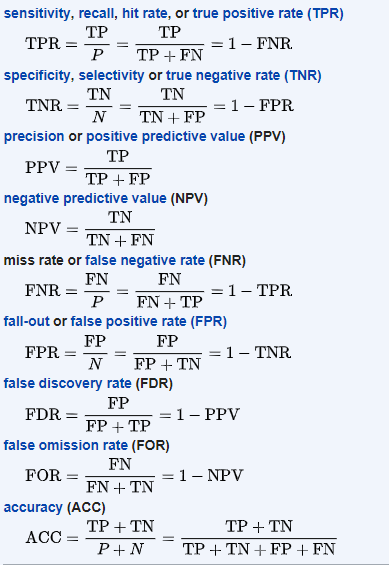 sensitivity, recall, hit rate, or true positive rate (TPR)
TPR = TP/P = TP/(TP + FN) = 1 − FNR
specificity, selectivity or true negative rate (TNR)
TNR = TN/N = TN/(TN + FP) = 1 − FPR
precision or positive predictive value (PPV)
PPV = TP/(TP + FP)
negative predictive value (NPV)
NPV = TN/(TN + FN)
miss rate or false negative rate (FNR)
FNR = FN/P = FN/(FN + TP) = 1 − TPR
fall-out or false positive rate (FPR)
FPR = FP/N = FP/(FP + TN) = 1 − TNR
false discovery rate (FDR)
FDR = FP/(FP + TP) = 1 − PPV
false omission rate (FOR)
FOR = FN/(FN + TN) = 1 − NPV
accuracy (ACC)
ACC = (TP + TN)/(P + N) = (TP + TN)/(TP + TN + FP + FN)